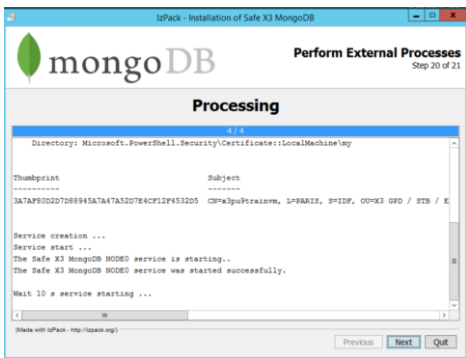 IzPack - Installation of Safe X3 MongoDB
mongoDB
Perform External Processes
Step 20 of 21
Processing
4 / 4
Directory: Microsoft.PowerShell.Security\Certificate::LocalMachine\my
Thumbprint Subject
---------- -------
3A7AF80D2D7D88945A7A47A52D7E4CF12F4532D5 CN=x3pu9trainvm, L=PARIS, S=IDF, OU=X3 GPD / STB / E
Service creation ...
Service start ...
The Safe X3 MongoDB NODE0 service is starting..
The Safe X3 MongoDB NODE0 service was started successfully.
Wait 10 s service starting ...
(Made with IzPack - http://izpack.org/)
Previous Next Quit